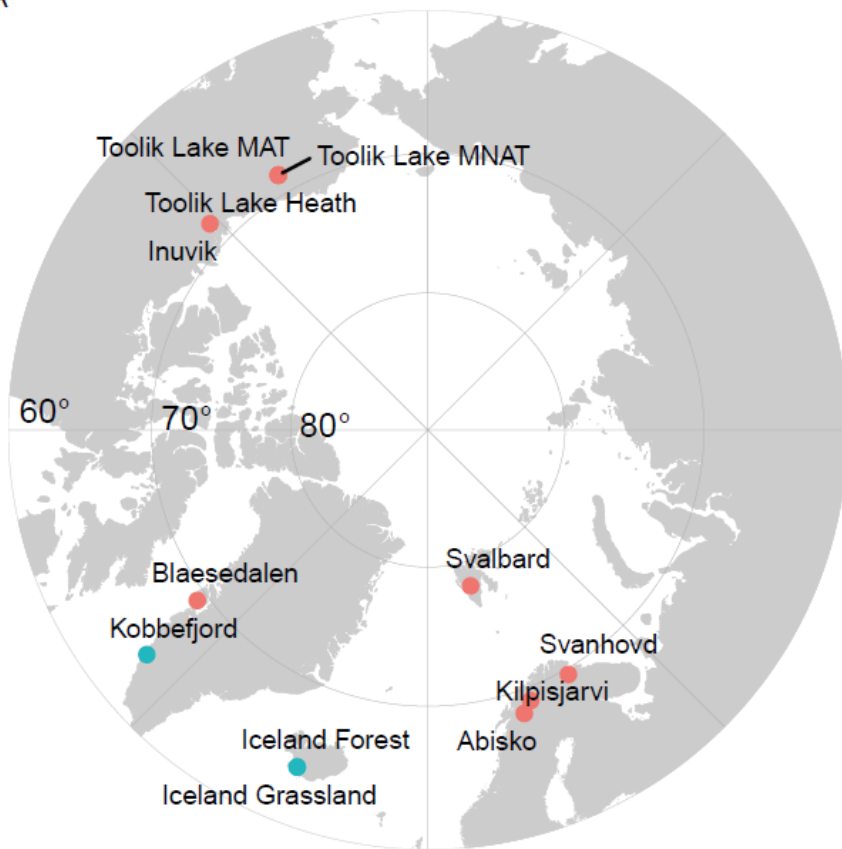 Toolik Lake MAT
Toolik Lake MNAT
Toolik Lake Heath
Inuvik
60°
70°
80°
Svalbard
Blaesedalen
Kobbefjord
Svanhovd
Kilpisjarvi
Iceland Forest
Abisko
Iceland Grassland